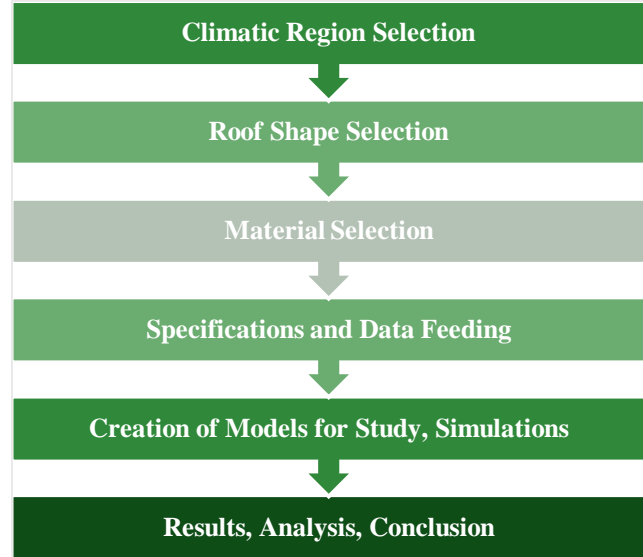 Climatic Region Selection
Roof Shape Selection
Material Selection
Specifications and Data Feeding
Creation of Models for Study, Simulations
Results, Analysis, Conclusion